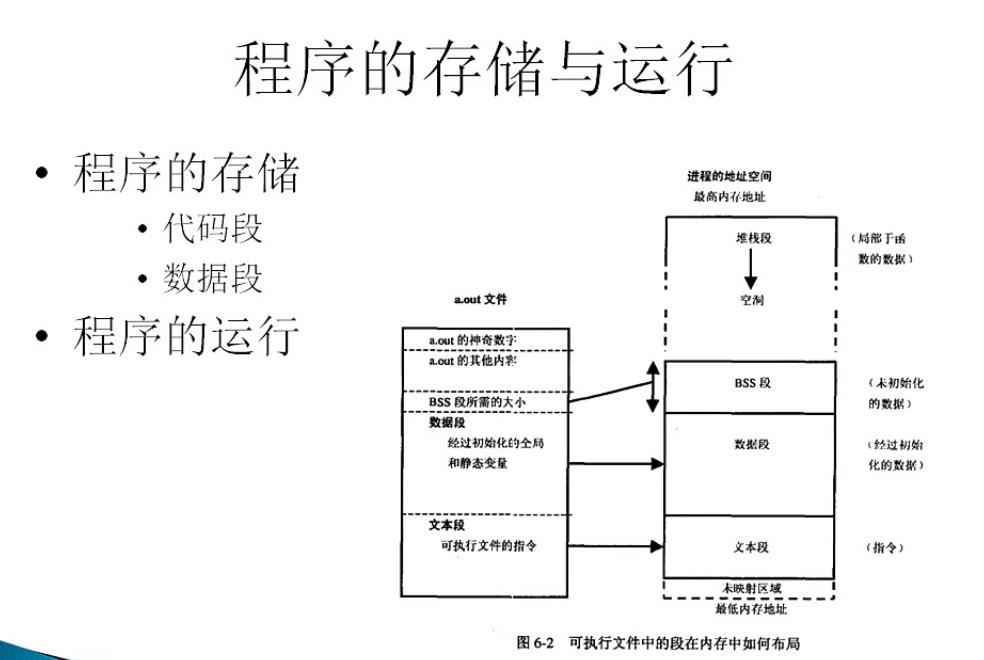 程序的存储与运行
• 程序的存储
• 代码段
• 数据段
• 程序的运行
a.out 文件
a.out 的神奇数字
a.out 的其他内容
BSS 段所需的大小
数据段
经过初始化的全局
和静态变量
文本段
可执行文件的指令
进程的地址空间
最高内存地址
堆栈段
(局部于函
数的数据)
空洞
BSS 段
(未初始化
的数据)
数据段
(经过初始
化的数据)
文本段
(指令)
未映射区域
最低内存地址
图 6-2 可执行文件中的段在内存中如何布局